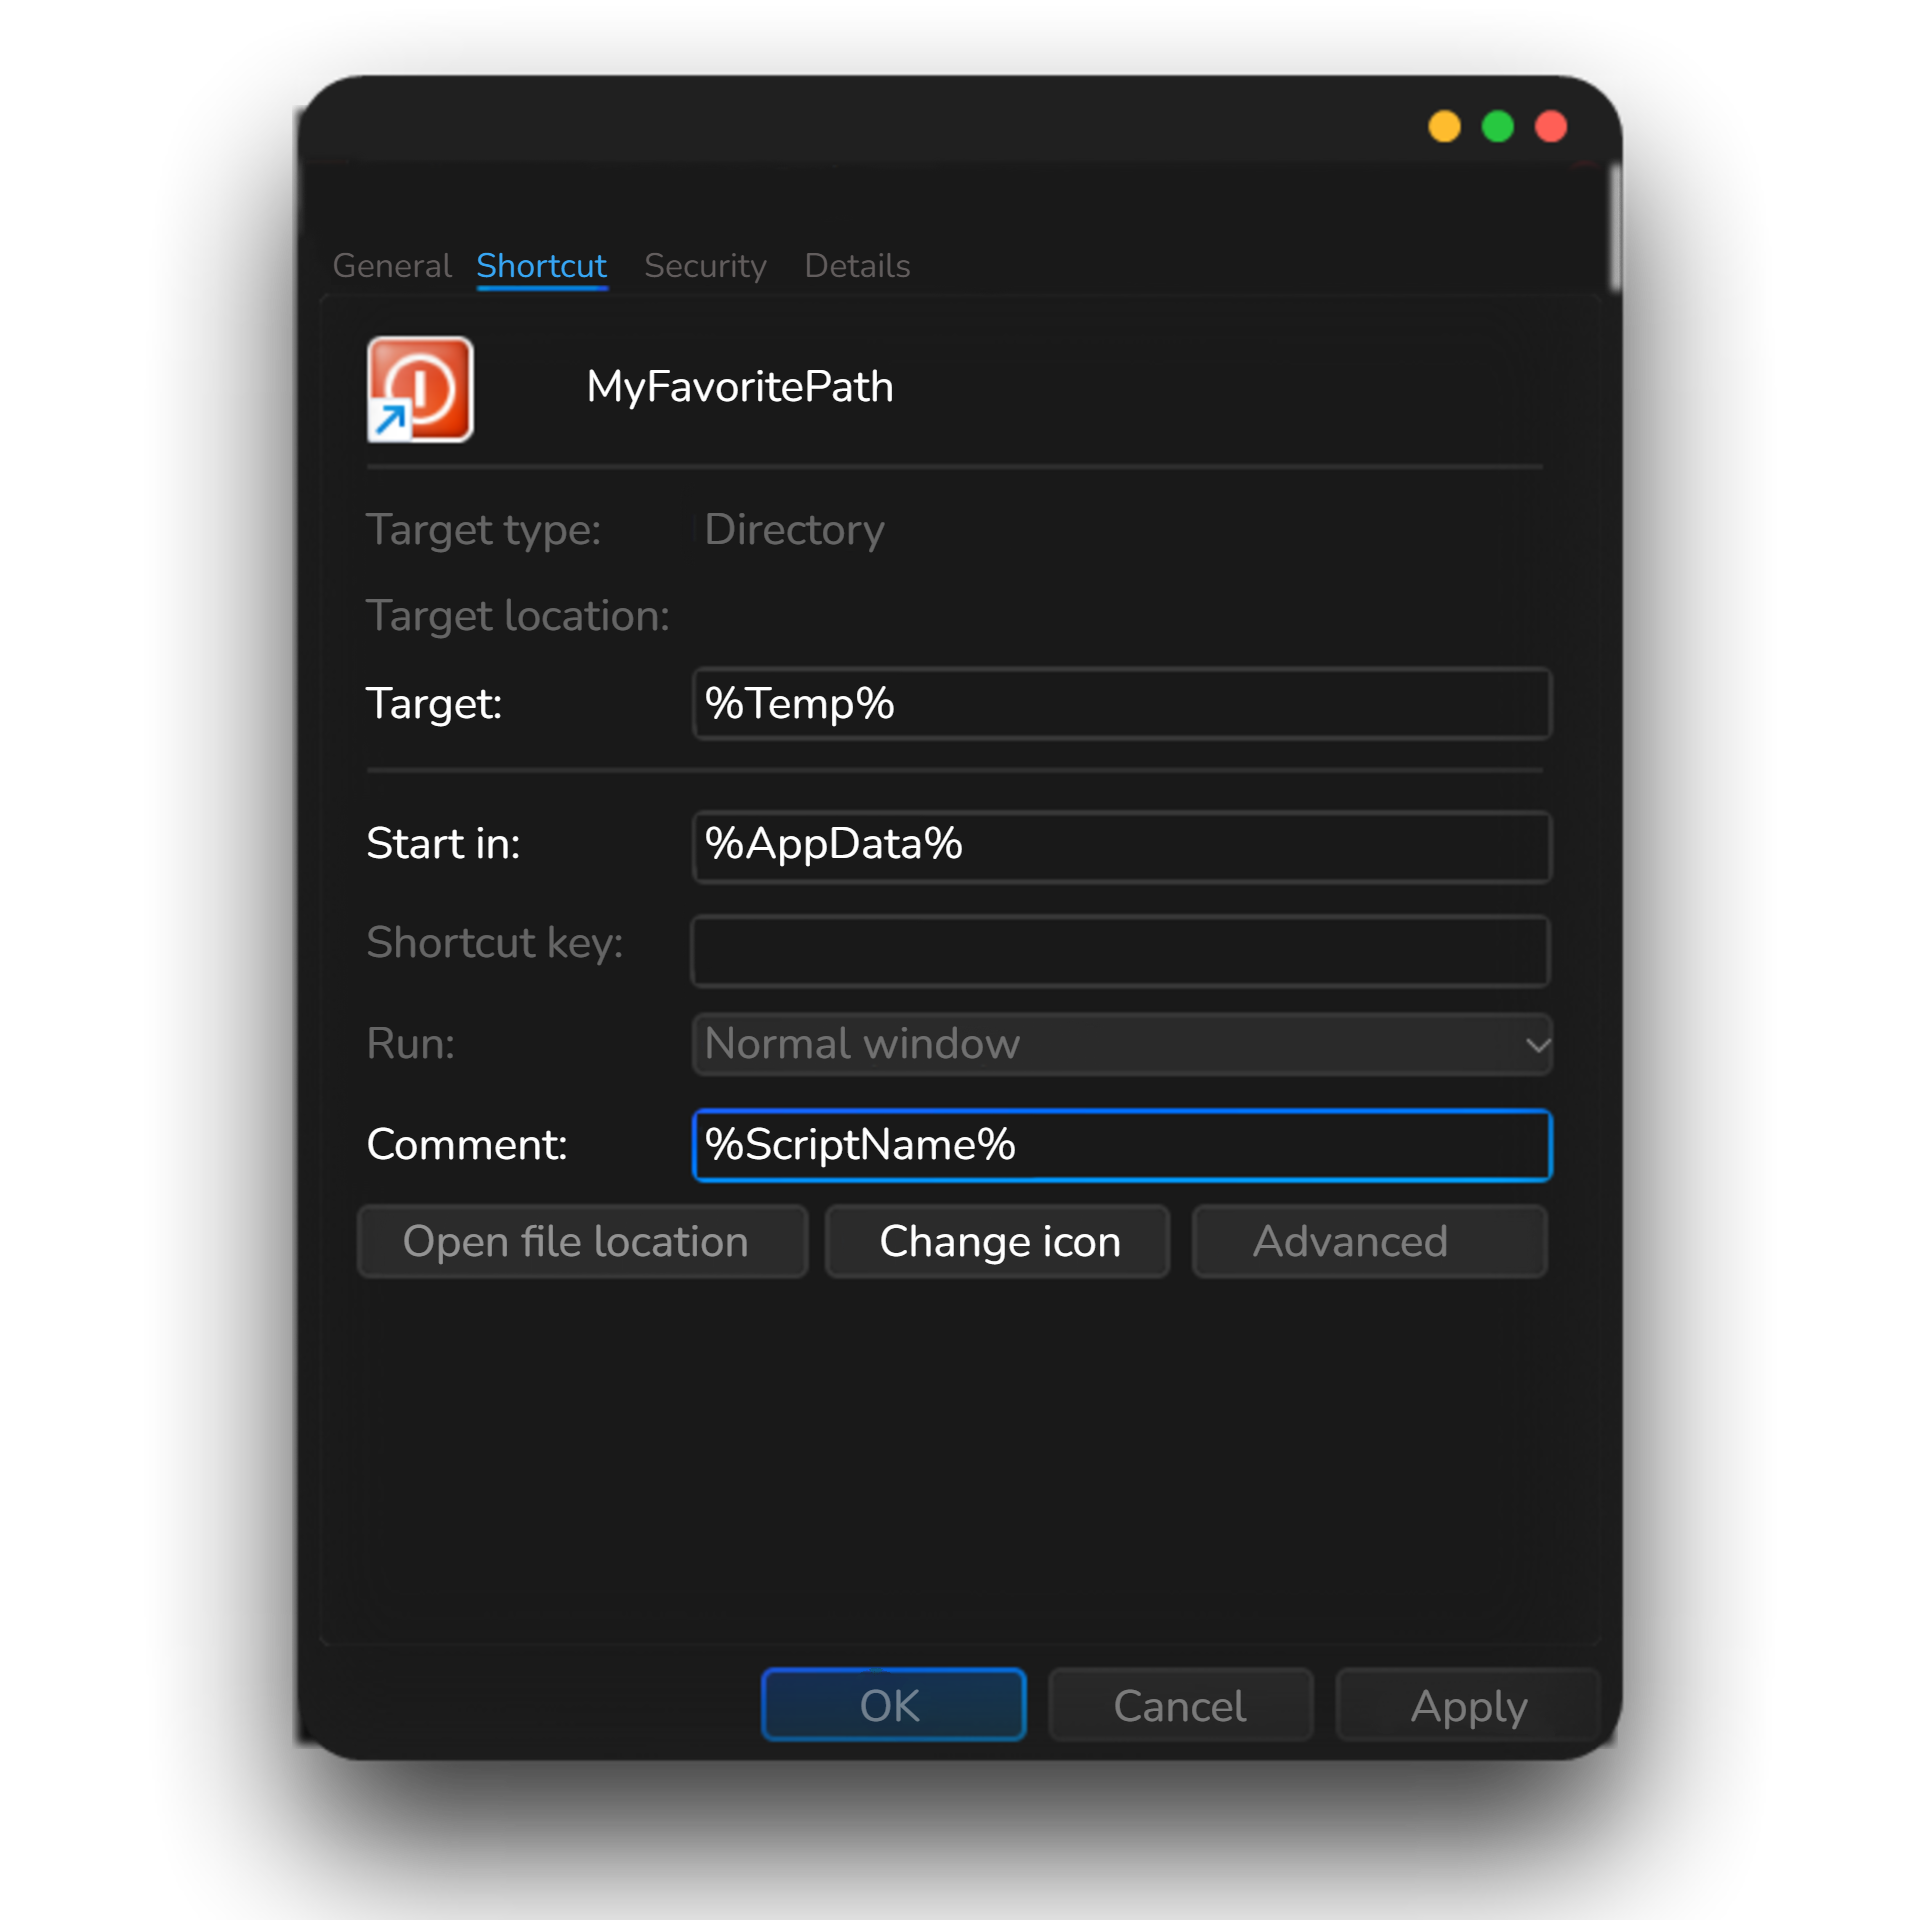 General Shortcut Security Details
MyFavoritePath
Target type: Directory
Target location:
Target: %Temp%
Start in: %AppData%
Shortcut key:
Run: Normal window
Comment: %ScriptName%
Open file location Change icon Advanced
OK Cancel Apply